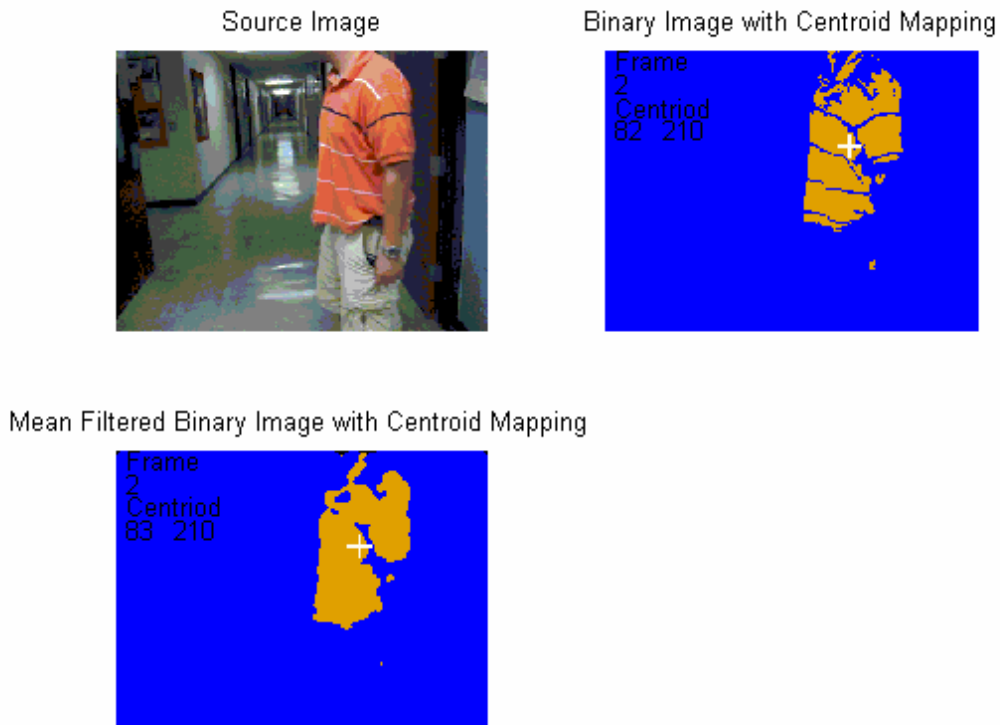 Source Image
Binary Image with Centroid Mapping
Frame
2
Centriod
82 210
Mean Filtered Binary Image with Centroid Mapping
Frame
2
Centriod
83 210